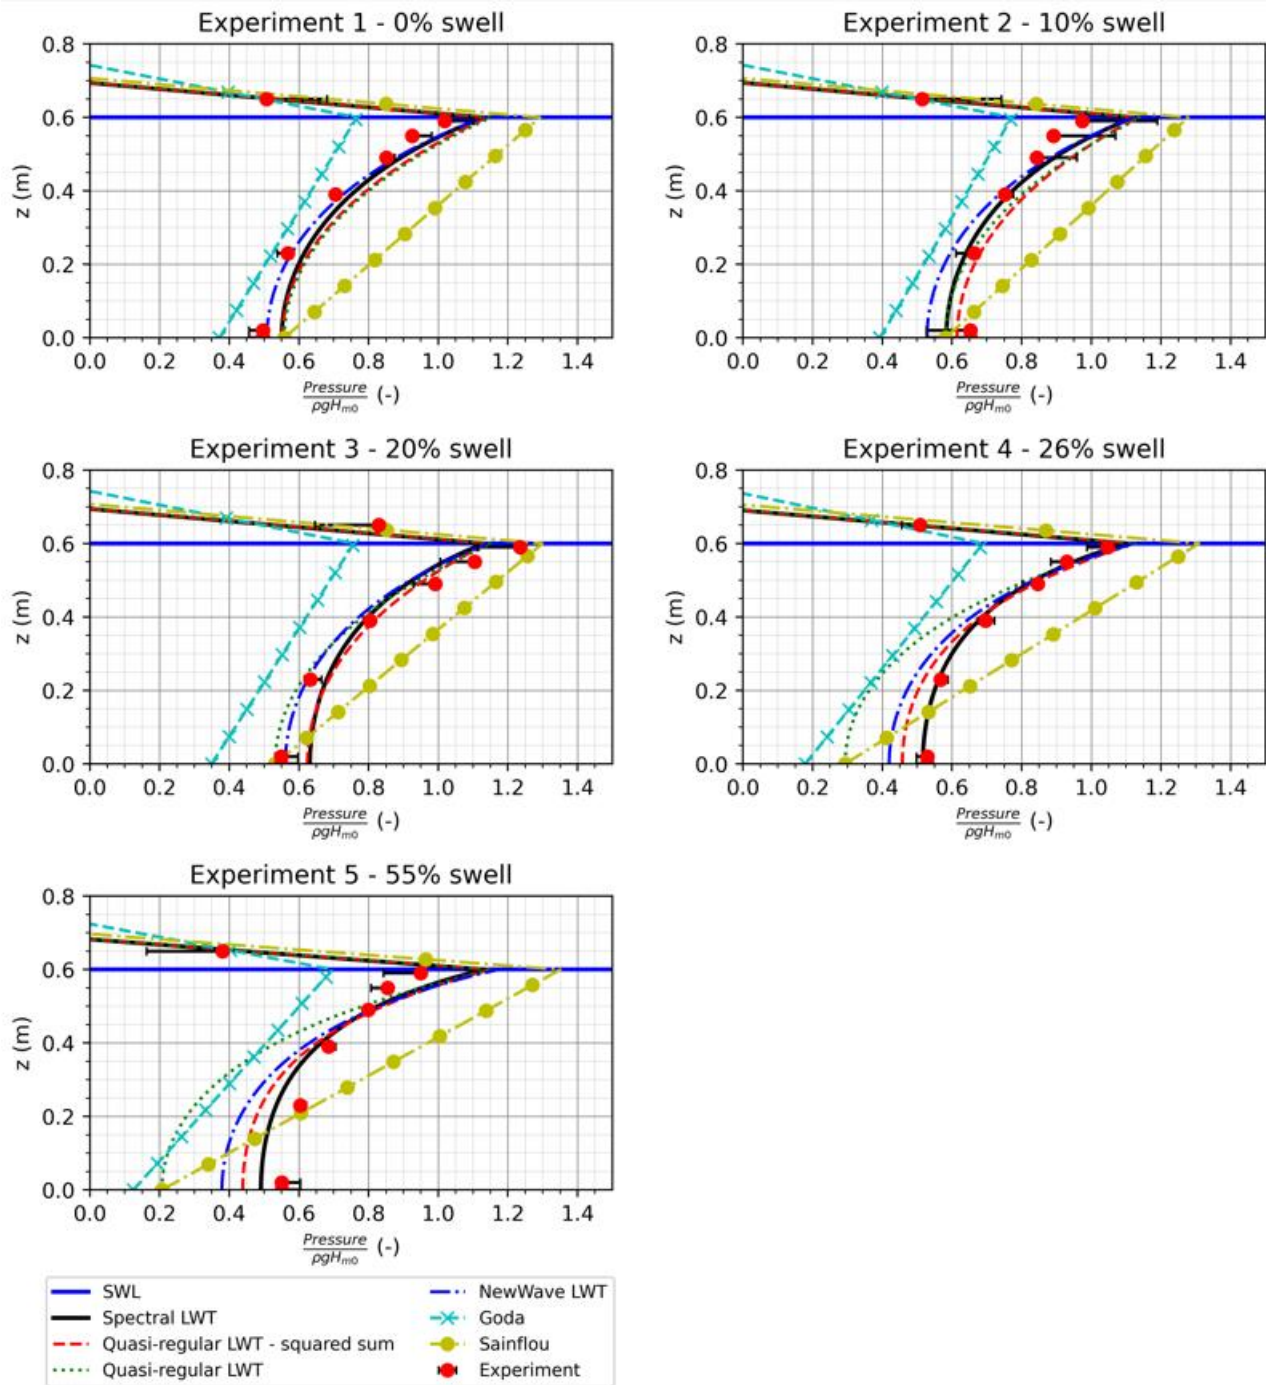 Experiment 1 - 0% swell
0.8
0.6
0.4
0.2
0.0
z (m)
0.0 0.2 0.4 0.6 0.8 1.0 1.2 1.4
Pressure
ρgHm0 (-)
Experiment 2 - 10% swell
0.8
0.6
0.4
0.2
0.0
z (m)
0.0 0.2 0.4 0.6 0.8 1.0 1.2 1.4
Pressure
ρgHm0 (-)
Experiment 3 - 20% swell
0.8
0.6
0.4
0.2
0.0
z (m)
0.0 0.2 0.4 0.6 0.8 1.0 1.2 1.4
Pressure
ρgHm0 (-)
Experiment 4 - 26% swell
0.8
0.6
0.4
0.2
0.0
z (m)
0.0 0.2 0.4 0.6 0.8 1.0 1.2 1.4
Pressure
ρgHm0 (-)
Experiment 5 - 55% swell
0.8
0.6
0.4
0.2
0.0
z (m)
0.0 0.2 0.4 0.6 0.8 1.0 1.2 1.4
Pressure
ρgHm0 (-)
SWL
Spectral LWT
Quasi-regular LWT - squared sum
Quasi-regular LWT
NewWave LWT
Goda
Sainflou
Experiment